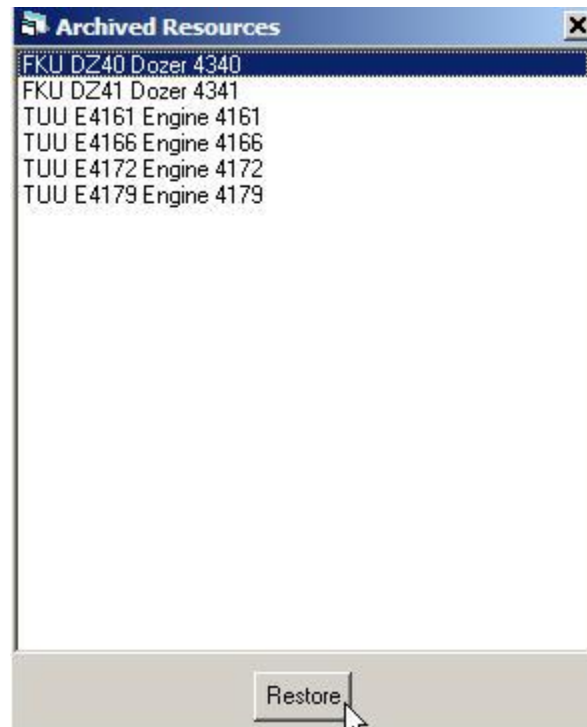 Archived Resources
FKU DZ40 Dozer 4340
FKU DZ41 Dozer 4341
TUU E4161 Engine 4161
TUU E4166 Engine 4166
TUU E4172 Engine 4172
TUU E4179 Engine 4179
Restore